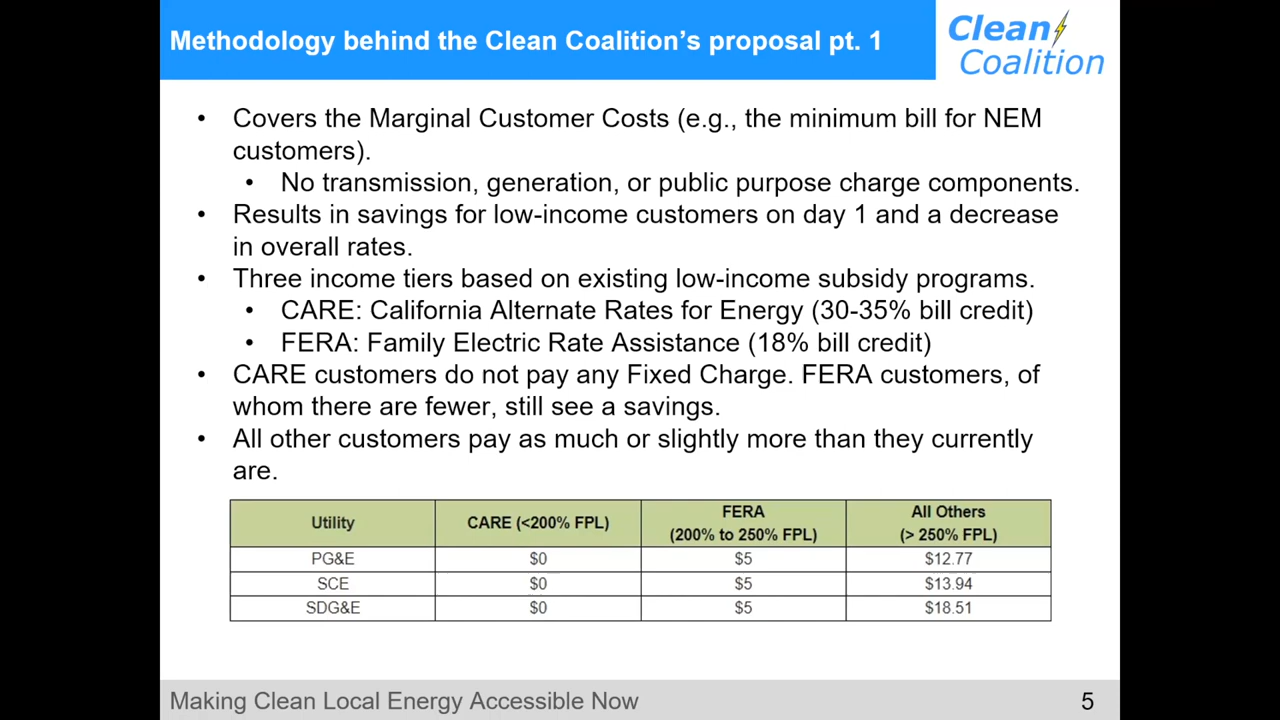 Methodology behind the Clean Coalition's proposal pt. 1
Clean
Coalition
• Covers the Marginal Customer Costs (e.g., the minimum bill for NEM
customers).
• No transmission, generation, or public purpose charge components.
• Results in savings for low-income customers on day 1 and a decrease
in overall rates.
• Three income tiers based on existing low-income subsidy programs.
• CARE: California Alternate Rates for Energy (30-35% bill credit)
• FERA: Family Electric Rate Assistance (18% bill credit)
• CARE customers do not pay any Fixed Charge. FERA customers, of
whom there are fewer, still see a savings.
• All other customers pay as much or slightly more than they currently
are.
Utility CARE (<200% FPL) FERA (200% to 250% FPL) All Others (> 250% FPL)
PG&E $0 $5 $12.77
SCE $0 $5 $13.94
SDG&E $0 $5 $18.51
Making Clean Local Energy Accessible Now 5